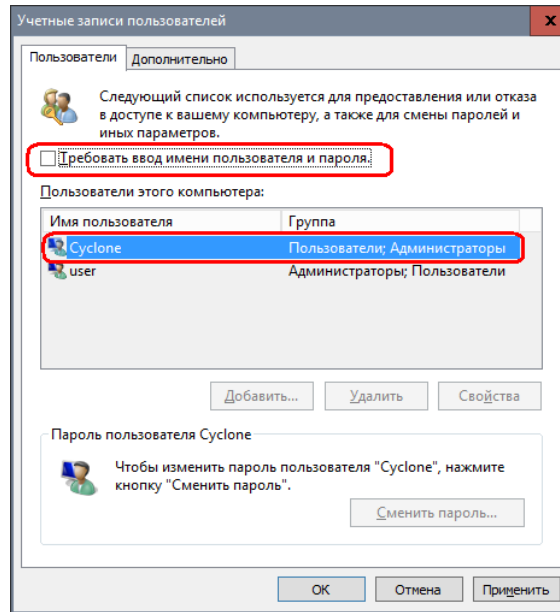 Учетные записи пользователей
x
Пользователи
Дополнительно
Следующий список используется для предоставления или отказа
в доступе к вашему компьютеру, а также для смены паролей и
иных параметров.
Требовать ввод имени пользователя и пароля.
Пользователи этого компьютера:
Имя пользователя Группа
Cyclone Пользователи; Администраторы
user Администраторы; Пользователи
Добавить... Удалить Свойства
Пароль пользователя Cyclone
Чтобы изменить пароль пользователя "Cyclone", нажмите
кнопку "Сменить пароль".
Сменить пароль...
ОК Отмена Применить